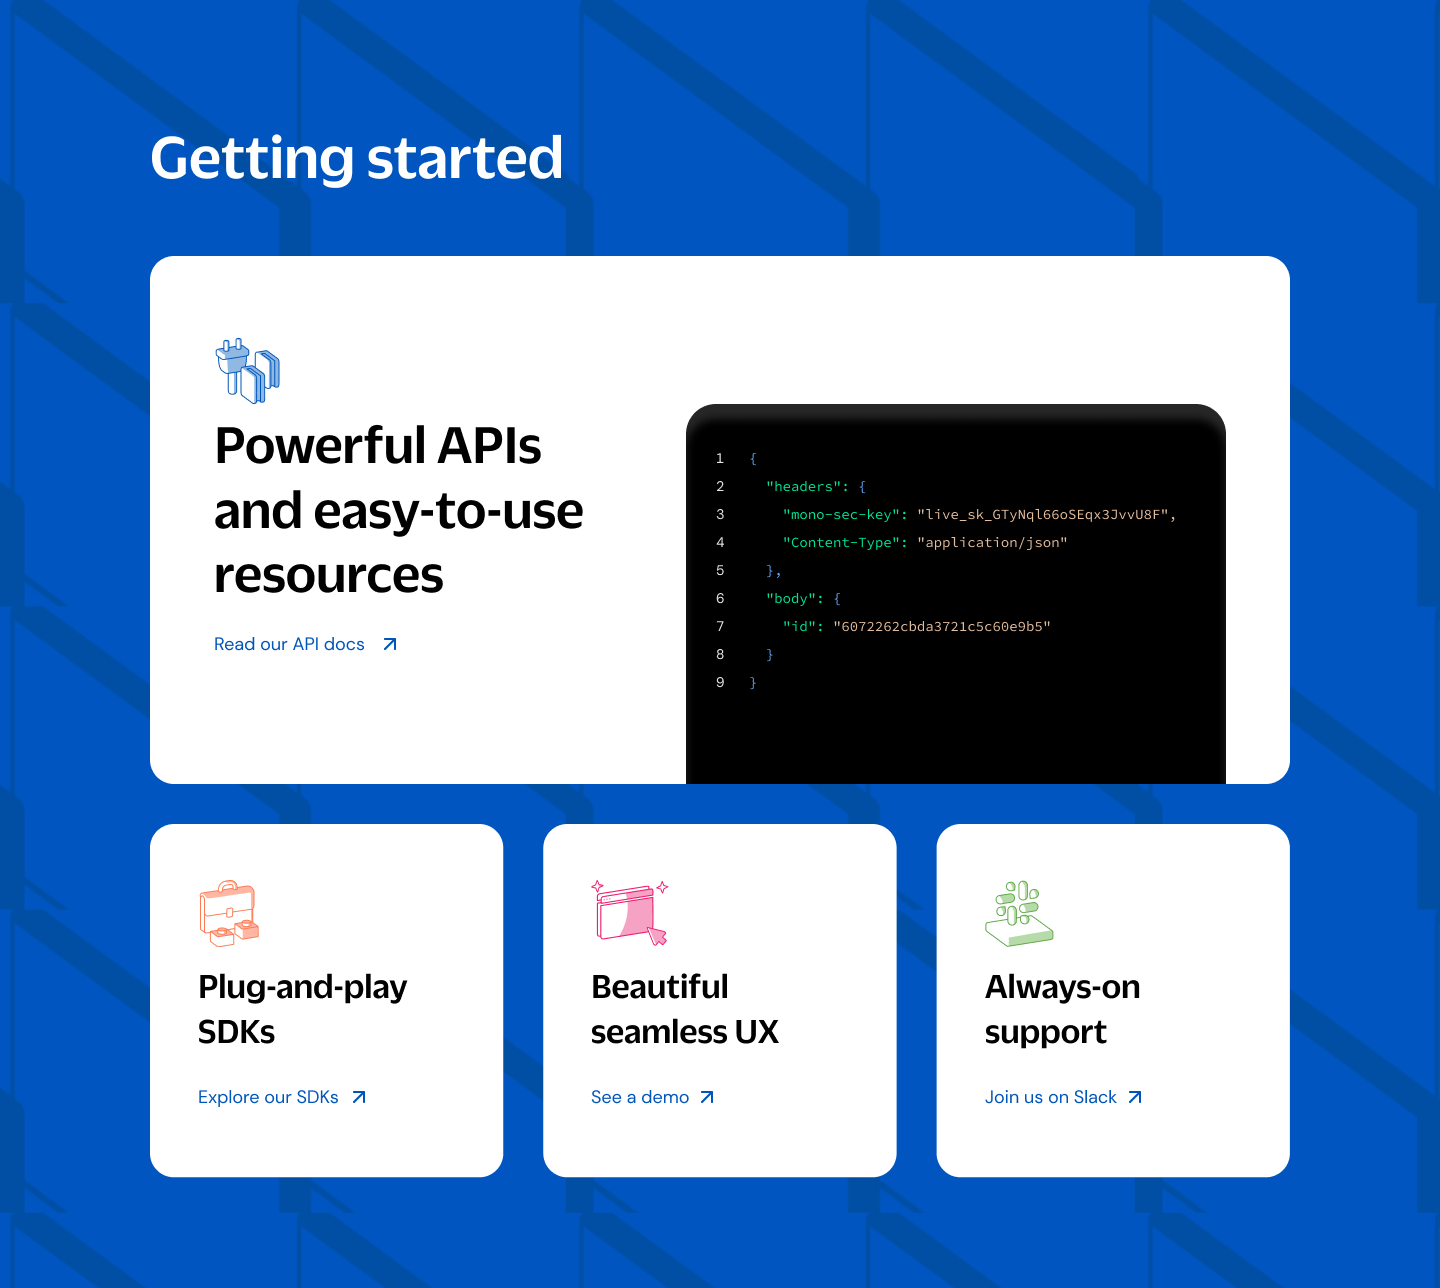 Getting started
Powerful APIs
and easy-to-use
resources
Read our API docs
1 {
2 "headers": {
3 "mono-sec-key": "live_sk_GTyNql66oSEqx3JvvU8F",
4 "Content-Type": "application/json"
5 },
6 "body": {
7 "id": "6072262cbda3721c5c60e9b5"
8 }
9 }
Plug-and-play
SDKs
Explore our SDKs
Beautiful
seamless UX
See a demo
Always-on
support
Join us on Slack